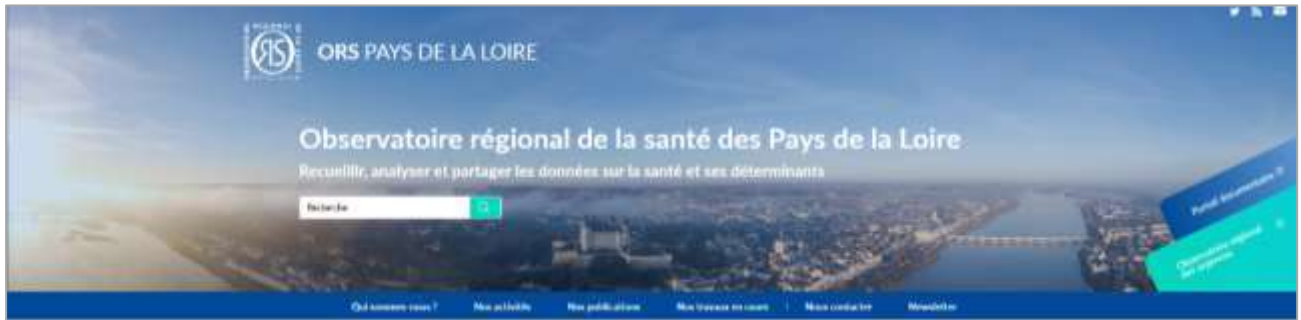 ORS PAYS DE LA LOIRE
Observatoire régional de la santé des Pays de la Loire
Recueillir, analyser et partager les données sur la santé et ses déterminants
Recherche
Portail documentaire
Observatoire régional
des urgences
Qui sommes-nous ? Nos activités Nos publications Nos travaux en cours | Nous contacter Newsletter